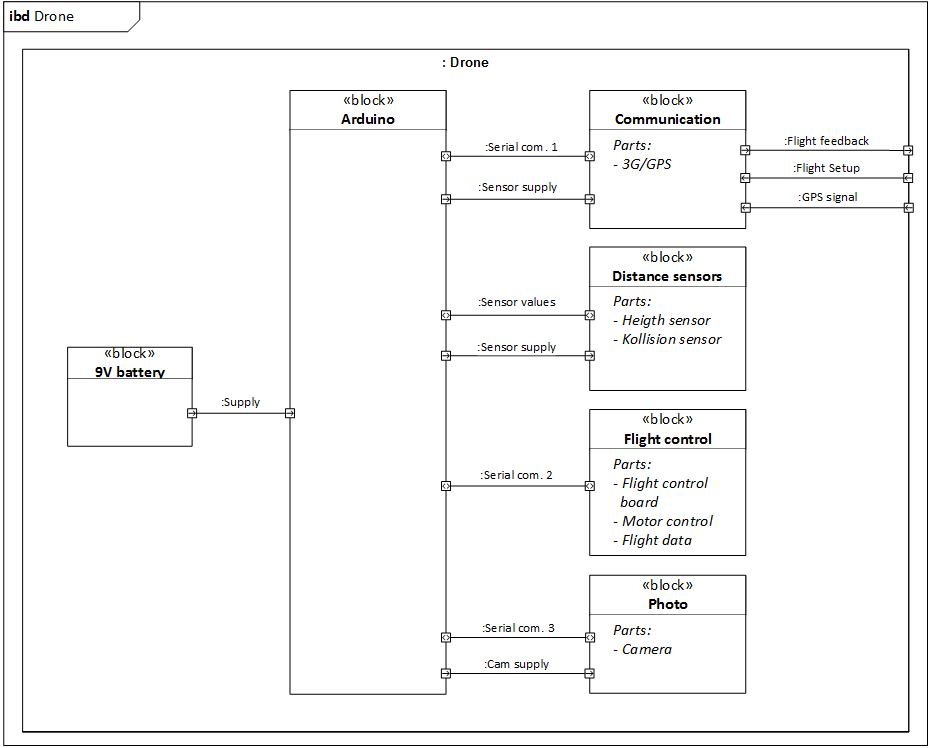 ibd Drone
: Drone
«block»
Arduino
«block»
Communication
Parts:
- 3G/GPS
:Serial com. 1
:Sensor supply
:Flight feedback
:Flight Setup
:GPS signal
«block»
Distance sensors
Parts:
- Heigth sensor
- Kollision sensor
:Sensor values
:Sensor supply
«block»
9V battery
:Supply
«block»
Flight control
Parts:
- Flight control
board
- Motor control
- Flight data
:Serial com. 2
«block»
Photo
Parts:
- Camera
:Serial com. 3
:Cam supply